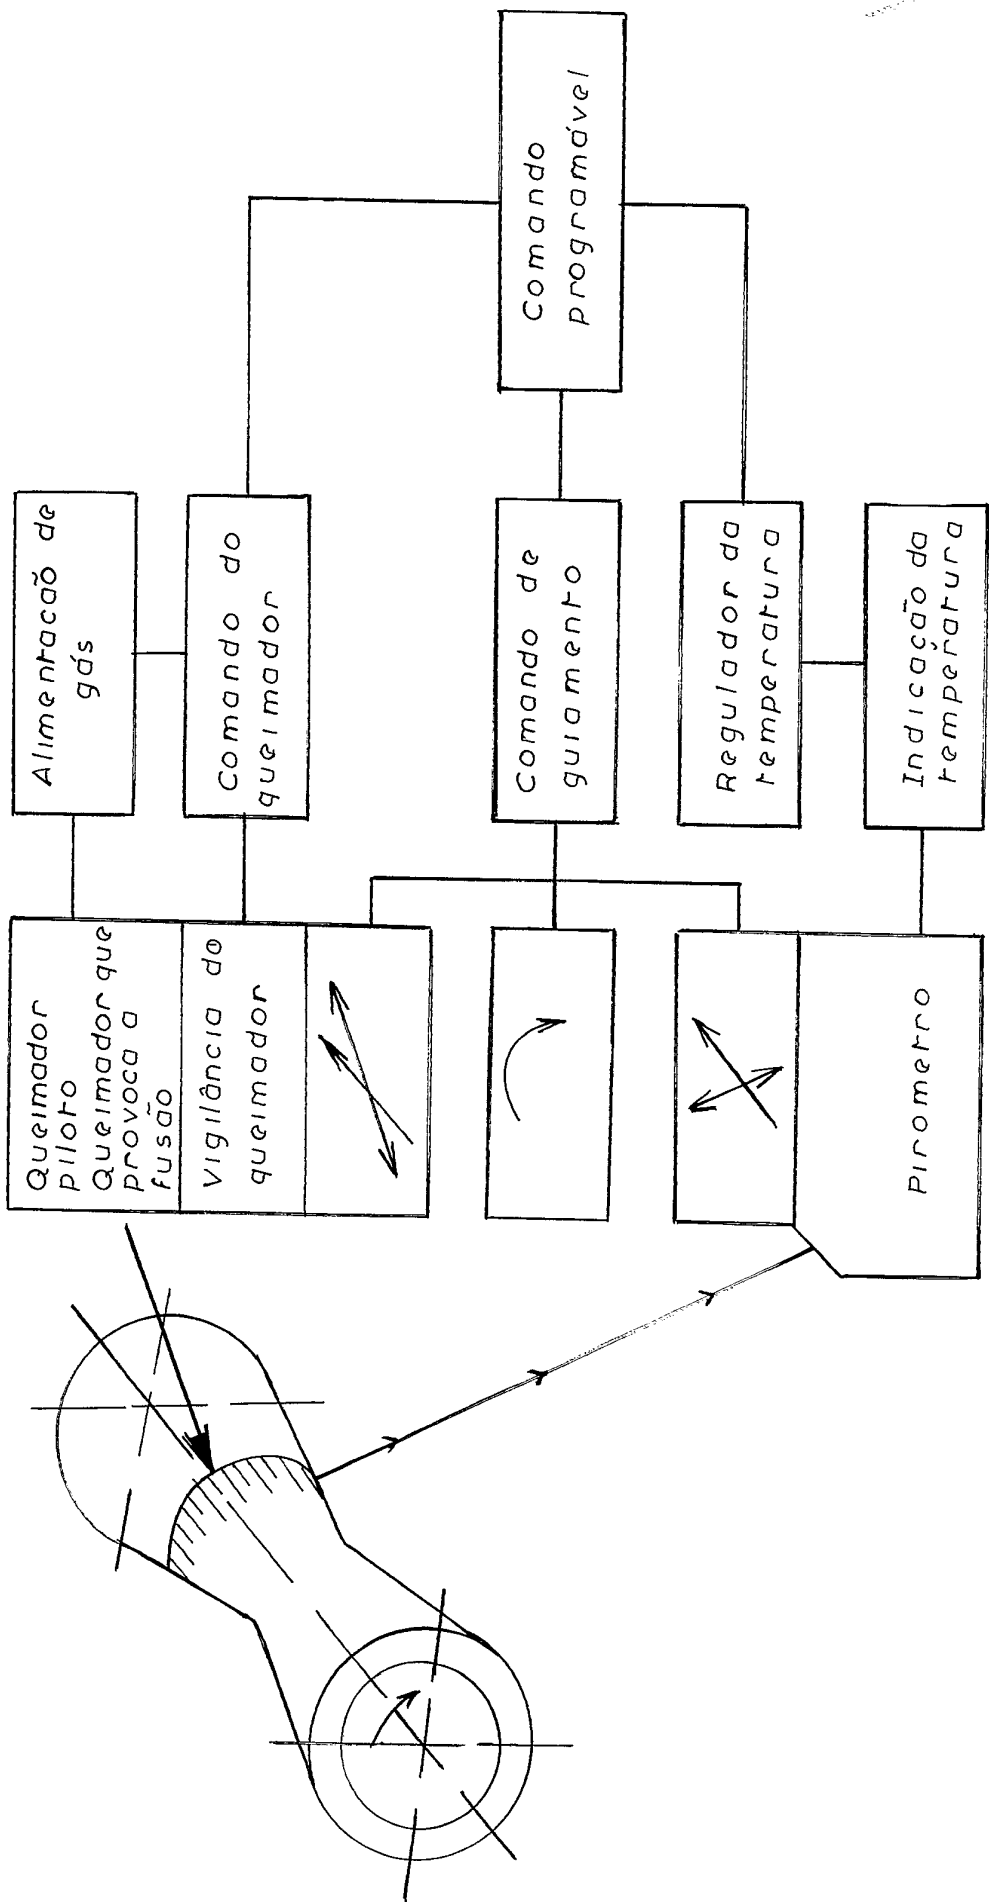 Queimador
piloto
Queimador que
provoca a
fusão
Vigilância do
queimador
Alimentacaõ de
gás
Comando do
queimador
Comando de
guiamento
Comando
programável
Regulador da
temperatura
Indicação da
temperatura
Pirometro